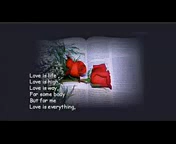 Love is life,
Love is high,
Love is way,
For some body
But for me
Love is everything,